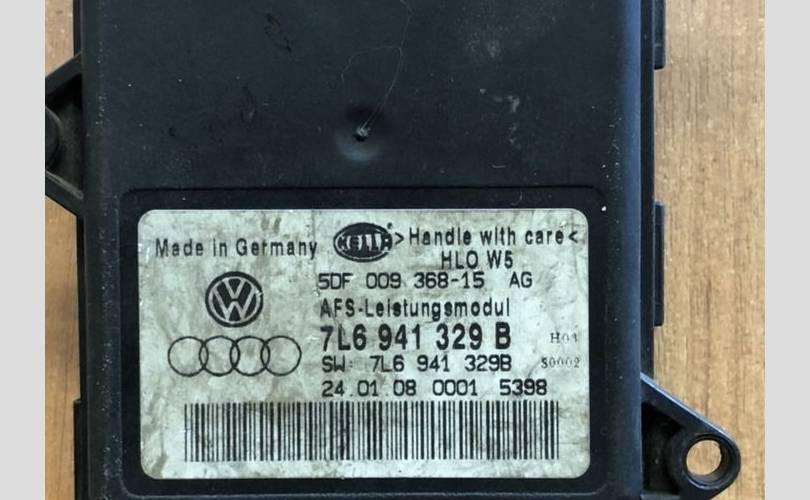 Made in Germany HELLA >Handle with care<
HLO W5
5DF 009 368-15 AG
AFS-Leistungsmodul
7L6 941 329 B
SW: 7L6 941 329B S0002
24.01.08 0001 5398